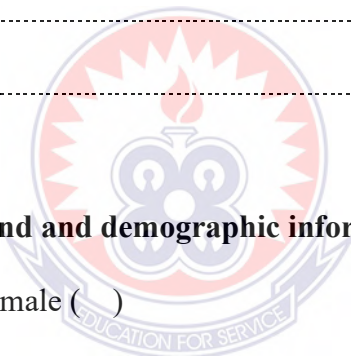 nd and demographic infor
male (   )
EDUCATION FOR SERVICE